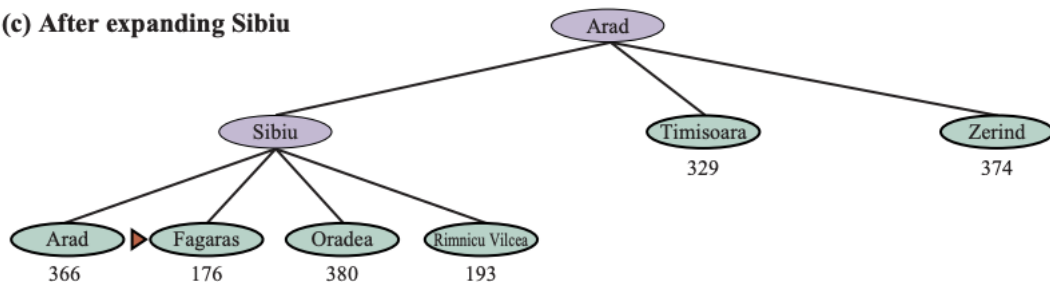 (c) After expanding Sibiu
Arad
Sibiu
Timisoara
Zerind
329
374
Arad
Fagaras
Oradea
Rimnicu Vilcea
366
176
380
193